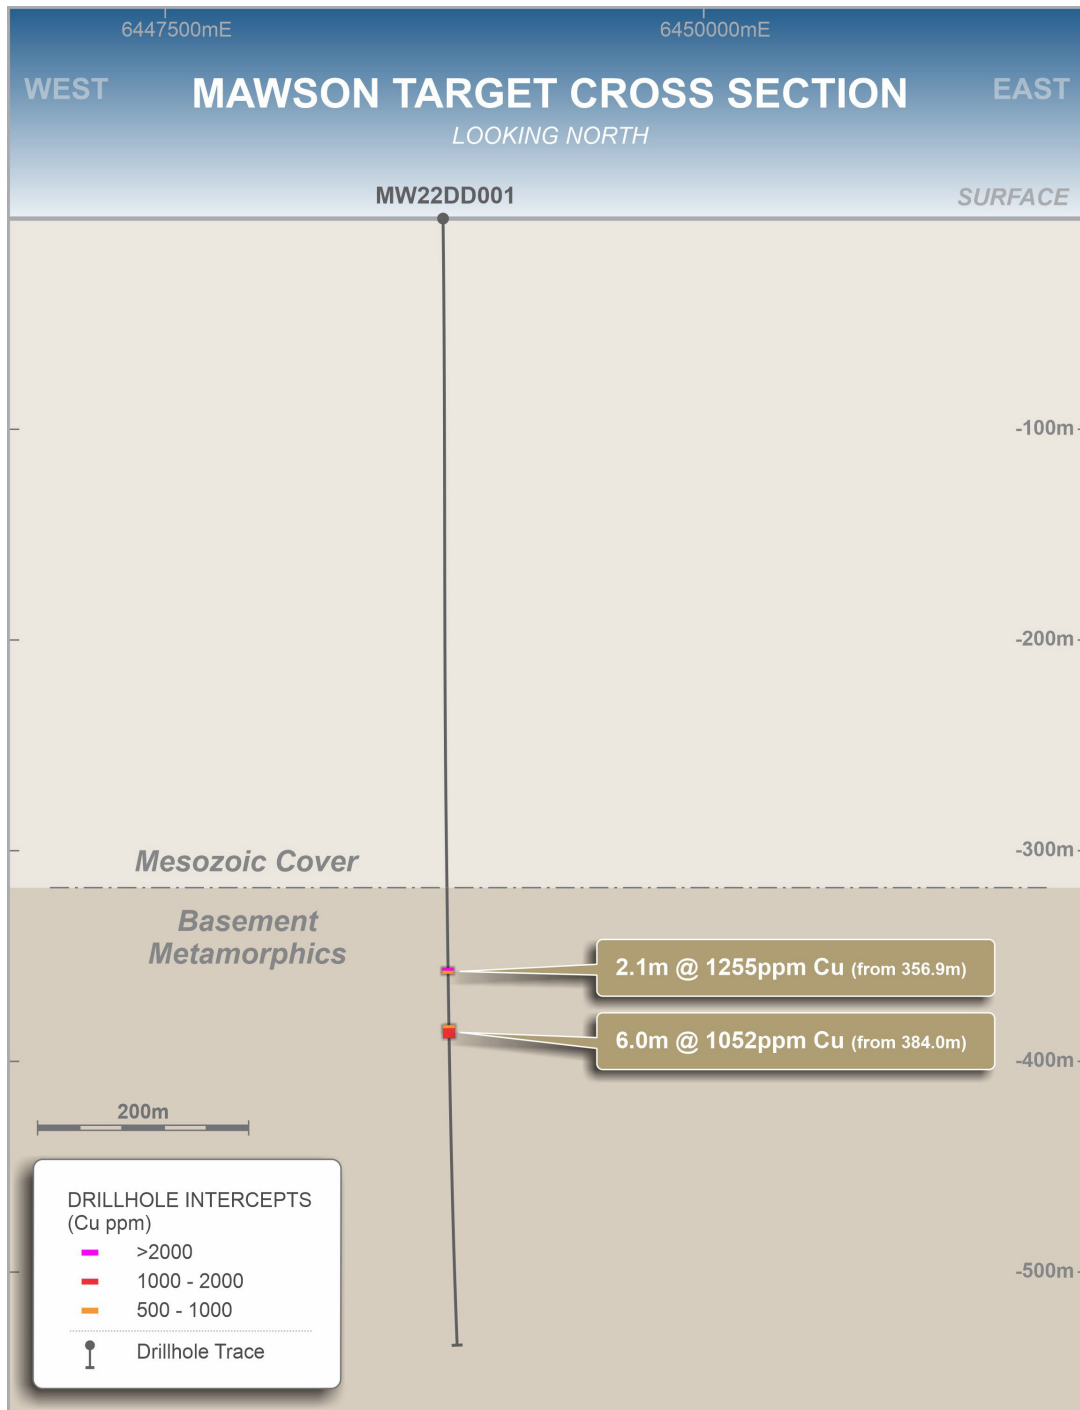 6447500mE
6450000mE
WEST
MAWSON TARGET CROSS SECTION
EAST
LOOKING NORTH
MW22DD001
SURFACE
-100m
-200m
-300m
Mesozoic Cover
Basement
Metamorphics
2.1m @ 1255ppm Cu (from 356.9m)
6.0m @ 1052ppm Cu (from 384.0m)
-400m
200m
DRILLHOLE INTERCEPTS
(Cu ppm)
>2000
1000 - 2000
500 - 1000
Drillhole Trace
-500m